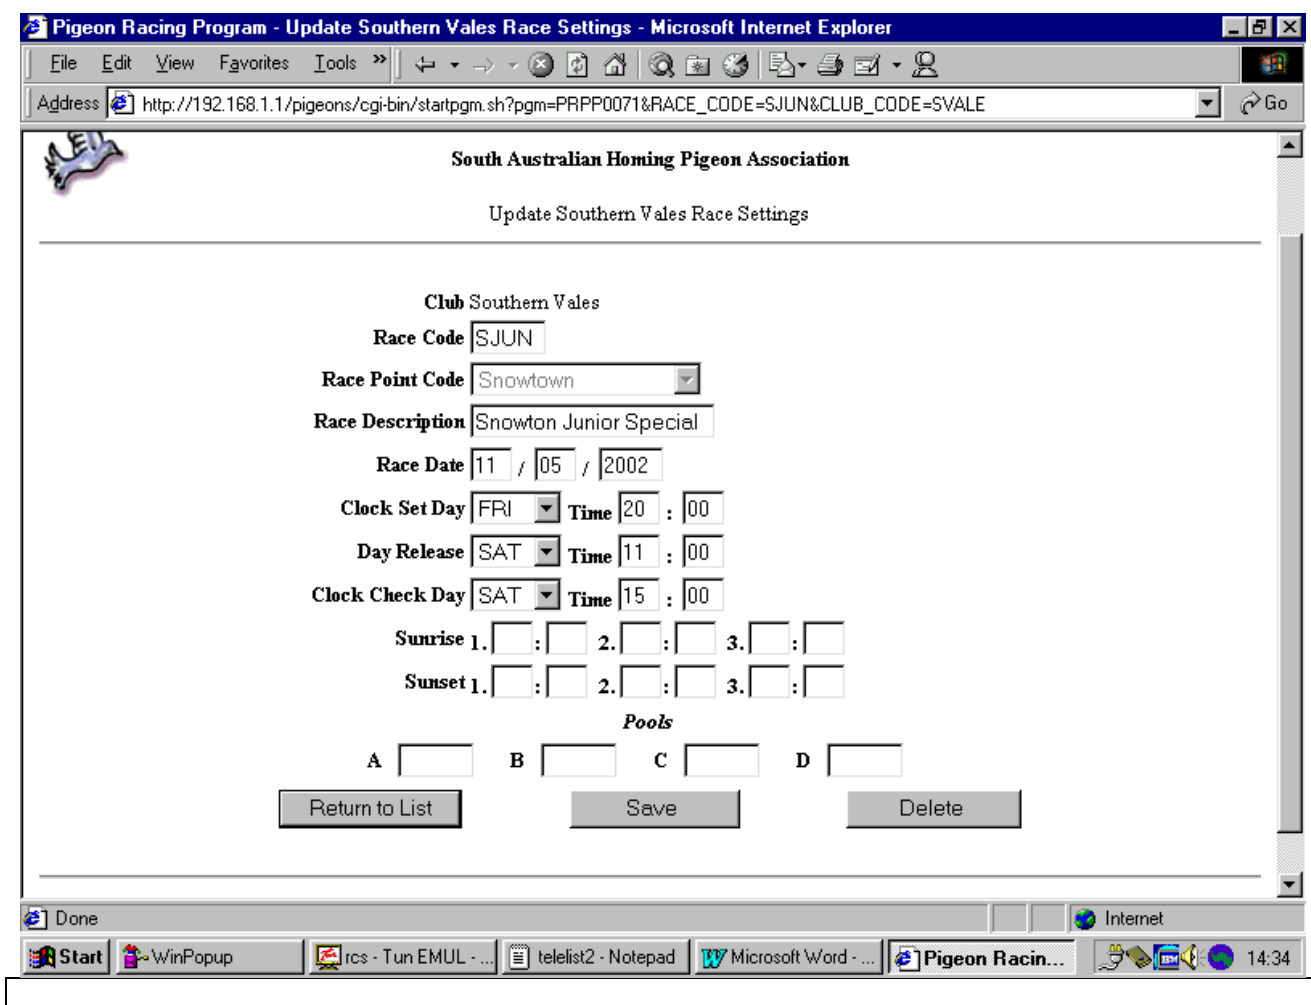 Pigeon Racing Program - Update Southern Vales Race Settings - Microsoft Internet Explorer
File Edit View Favorites Tools »
Address http://192.168.1.1/pigeons/cgi-bin/startpgm.sh?pgm=PRPP0071&RACE_CODE=SJUN&CLUB_CODE=SVALE Go
South Australian Homing Pigeon Association
Update Southern Vales Race Settings
Club Southern Vales
Race Code SJUN
Race Point Code Snowtown
Race Description Snowton Junior Special
Race Date 11 / 05 / 2002
Clock Set Day FRI Time 20 : 00
Day Release SAT Time 11 : 00
Clock Check Day SAT Time 15 : 00
Sunrise 1. : 2. : 3. :
Sunset 1. : 2. : 3. :
Pools
A B C D
Return to List Save Delete
Done Internet
Start WinPopup rcs - Tun EMUL - ... telelist2 - Notepad Microsoft Word - ... Pigeon Racin... 14:34